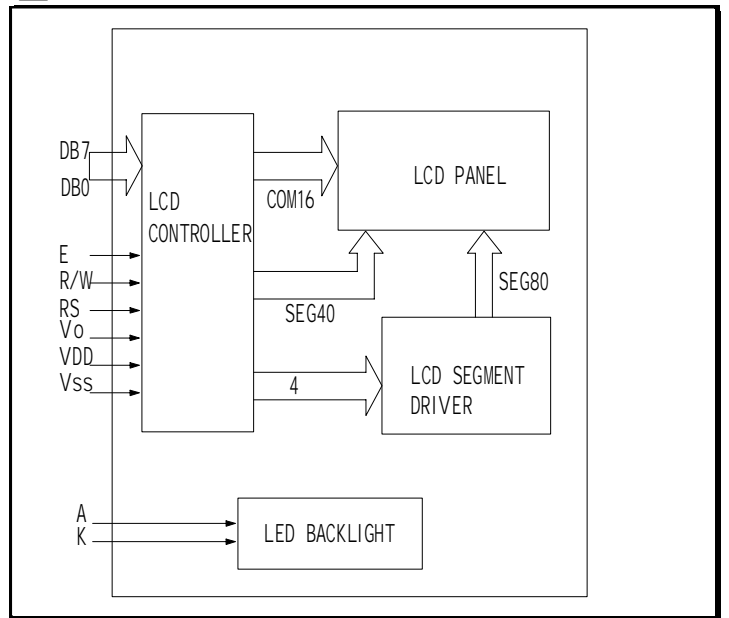 DB7
DB0
E
R/W
RS
Vo
VDD
Vss
LCD
CONTROLLER
COM16
SEG40
4
LCD PANEL
SEG80
LCD SEGMENT
DRIVER
A
K
LED BACKLIGHT